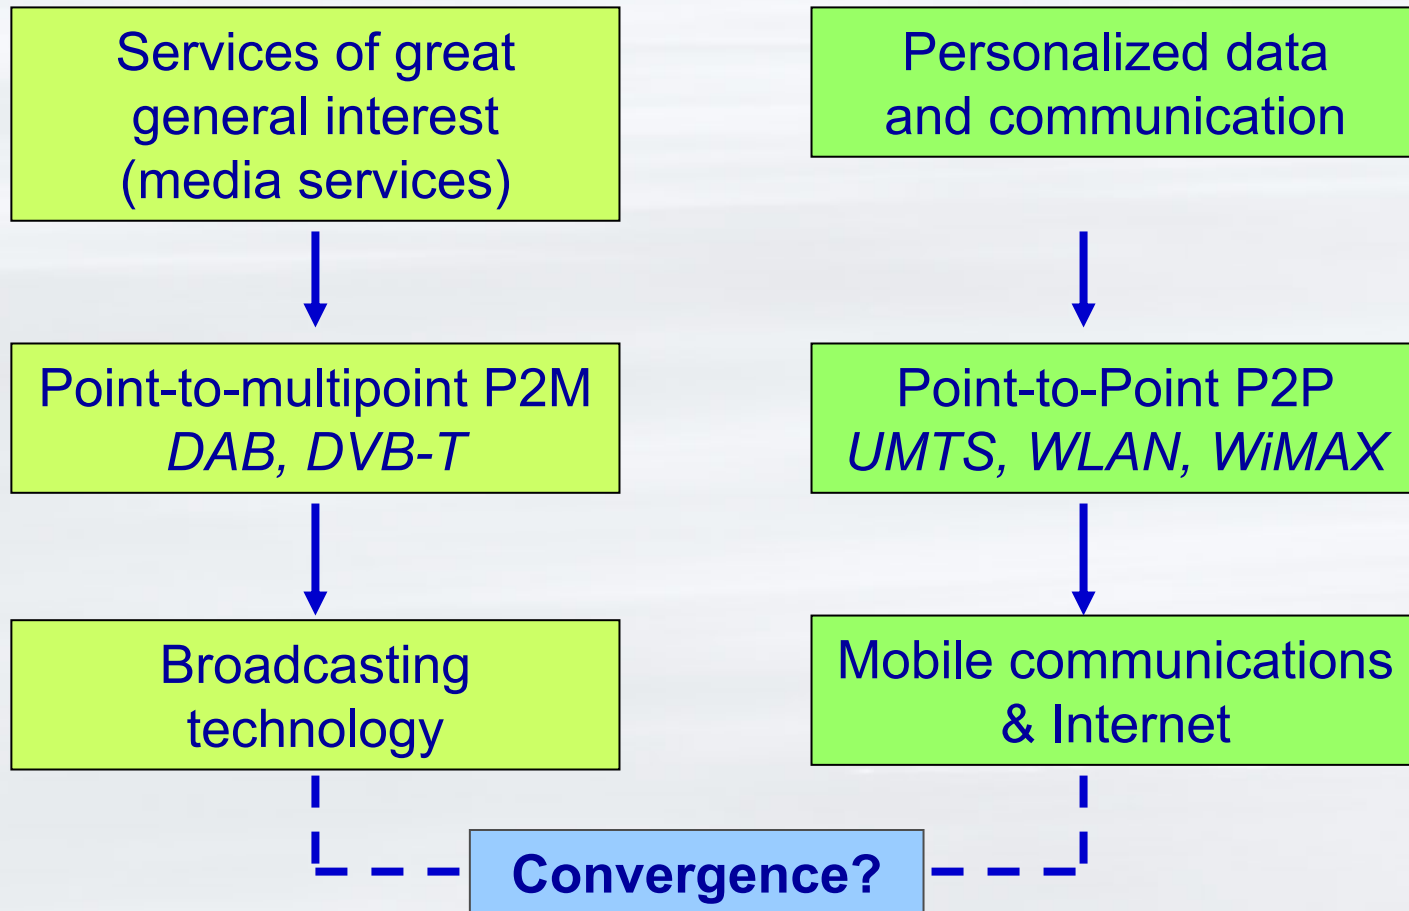 Services of great
general interest
(media services)
Personalized data
and communication
Point-to-multipoint P2M
DAB, DVB-T
Point-to-Point P2P
UMTS, WLAN, WiMAX
Broadcasting
technology
Mobile communications
& Internet
Convergence?